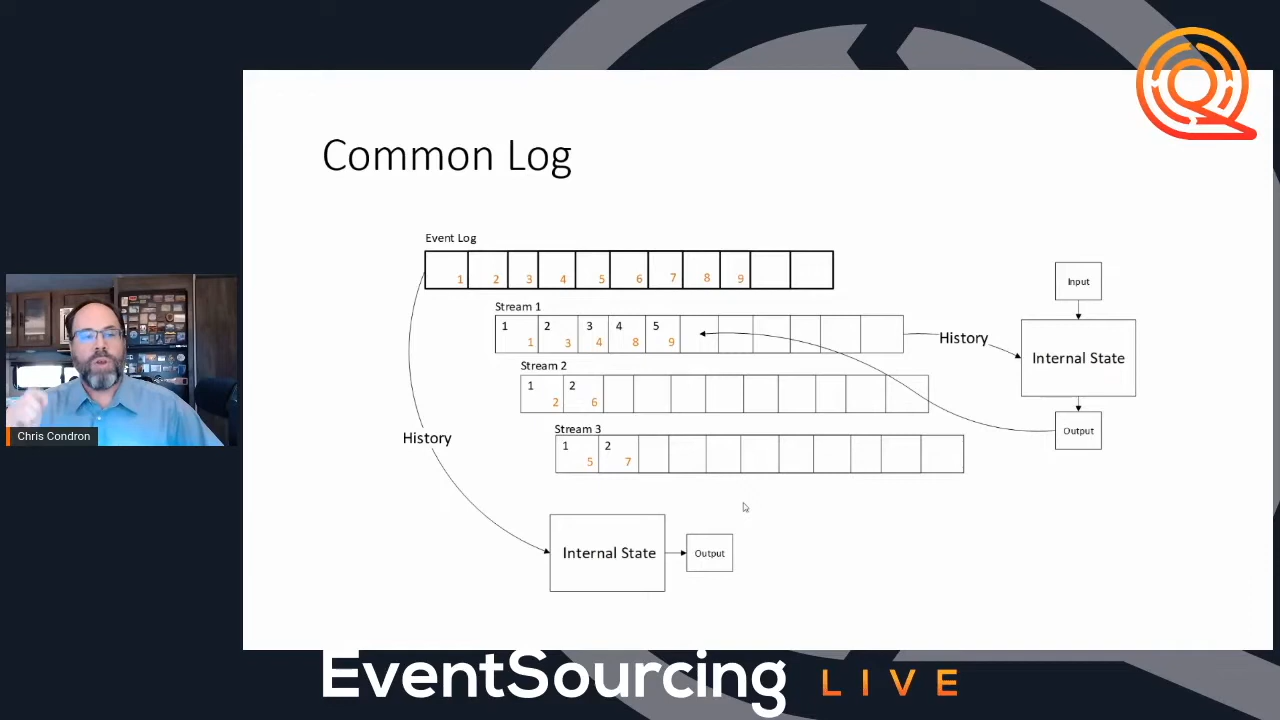 Common Log
Event Log
1 2 3 4 5 6 7 8 9
Stream 1
1 2 3 4 5
1 3 4 8 9
Stream 2
1 2
2 6
Stream 3
1 2
5 7
History
Internal State
Output
History
Input
Internal State
Output
Chris Condron
EventSourcing LIVE